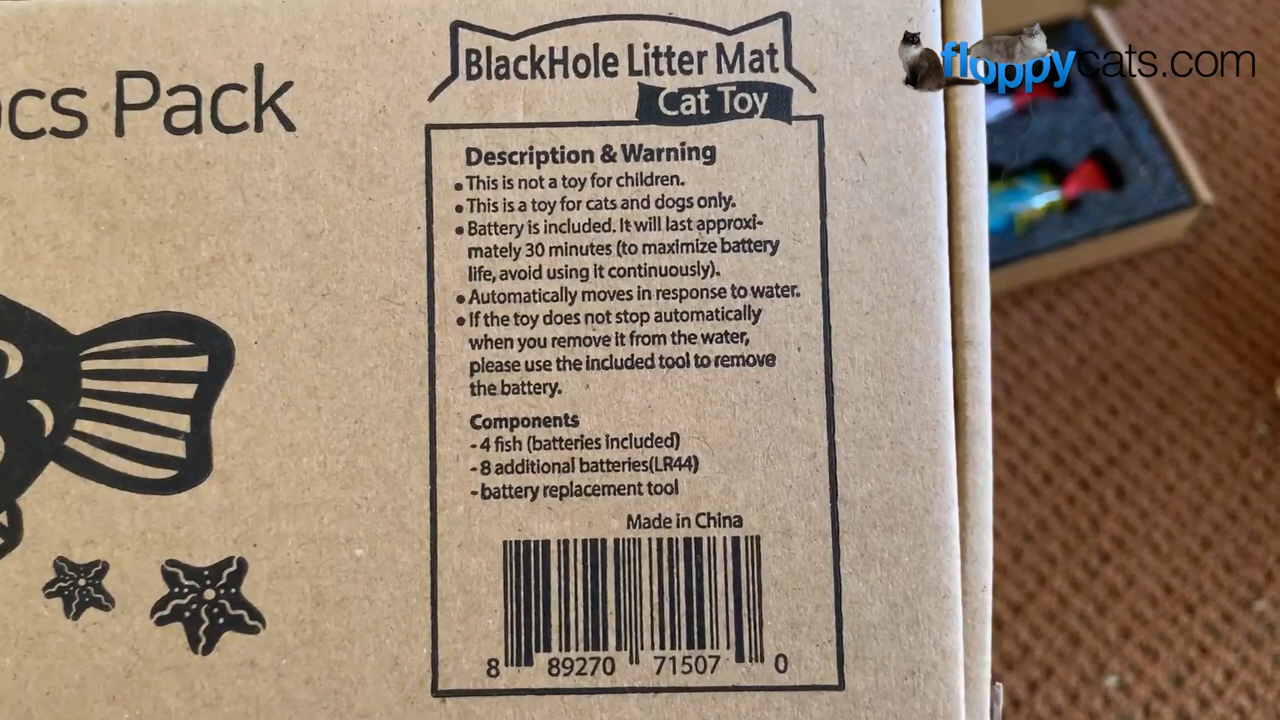 floppycats.com
pcs Pack
BlackHole Litter Mat
Cat Toy
Description & Warning
• This is not a toy for children.
• This is a toy for cats and dogs only.
• Battery is included. It will last approxi-
mately 30 minutes (to maximize battery
life, avoid using it continuously).
• Automatically moves in response to water.
• If the toy does not stop automatically
when you remove it from the water,
please use the included tool to remove
the battery.
Components
- 4 fish (batteries included)
- 8 additional batteries(LR44)
- battery replacement tool
Made in China
8 89270 71507 0